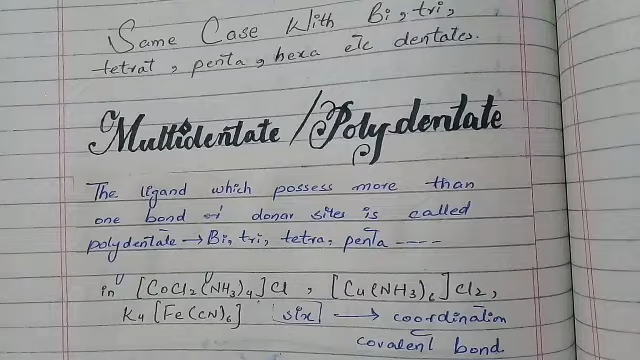 Same Case With Bi, tri,
tetrat, penta, hexa etc dentates.
Multidentate / Polydentate
The ligand which possess more than
one bond or donar sites is called
polydentate → Bi, tri, tetra, penta ----
in [CoCl2(NH3)4]Cl , [Cu(NH3)6]Cl2,
K4[Fe(CN)6] [six] → coordination
covalent bond